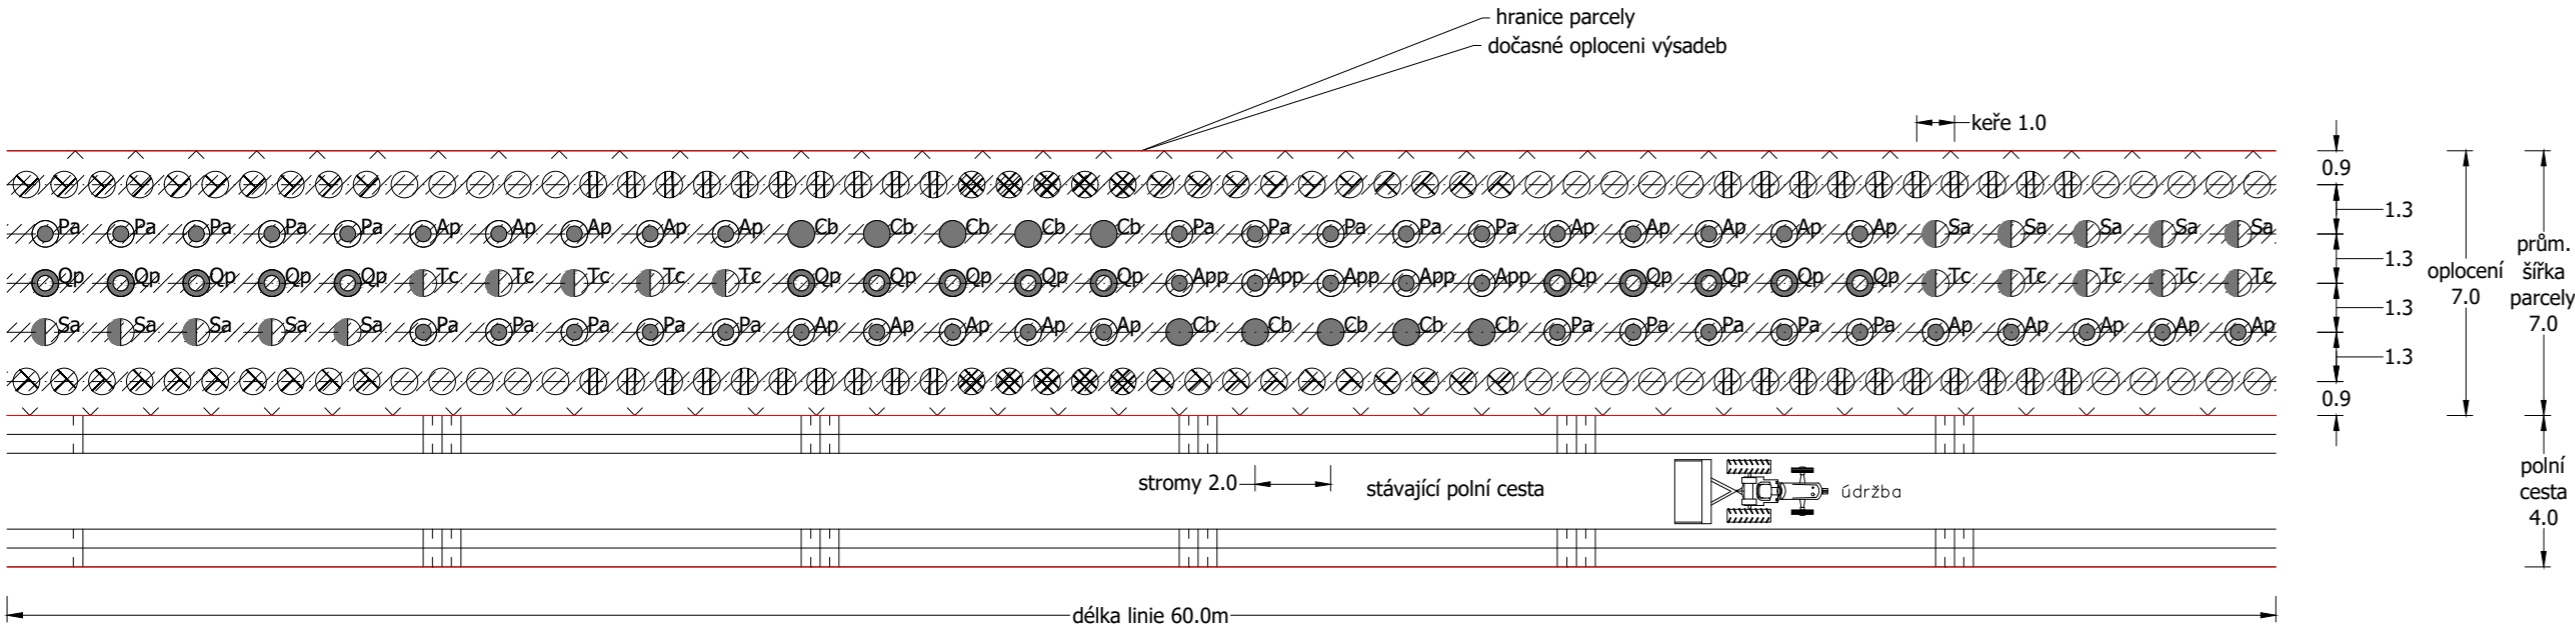 hranice parcely
dočasné oploceni výsadeb
keře 1.0
0.9
Pa Pa Pa Pa Pa Ap Ap Ap Ap Ap Cb Cb Cb Cb Cb Pa Pa Pa Pa Pa Ap Ap Ap Ap Ap Sa Sa Sa Sa Sa
1.3
Qp Qp Qp Qp Qp Tc Tc Tc Tc Tc Qp Qp Qp Qp Qp App App App App App Qp Qp Qp Qp Qp Tc Tc Tc Tc Tc
1.3
Sa Sa Sa Sa Sa Pa Pa Pa Pa Pa Ap Ap Ap Ap Ap Cb Cb Cb Cb Cb Pa Pa Pa Pa Pa Ap Ap Ap Ap Ap
1.3
1.3
0.9
oplocení
7.0
prům.
šířka
parcely
7.0
stromy 2.0
stávající polní cesta
údržba
polní
cesta
4.0
délka linie 60.0m